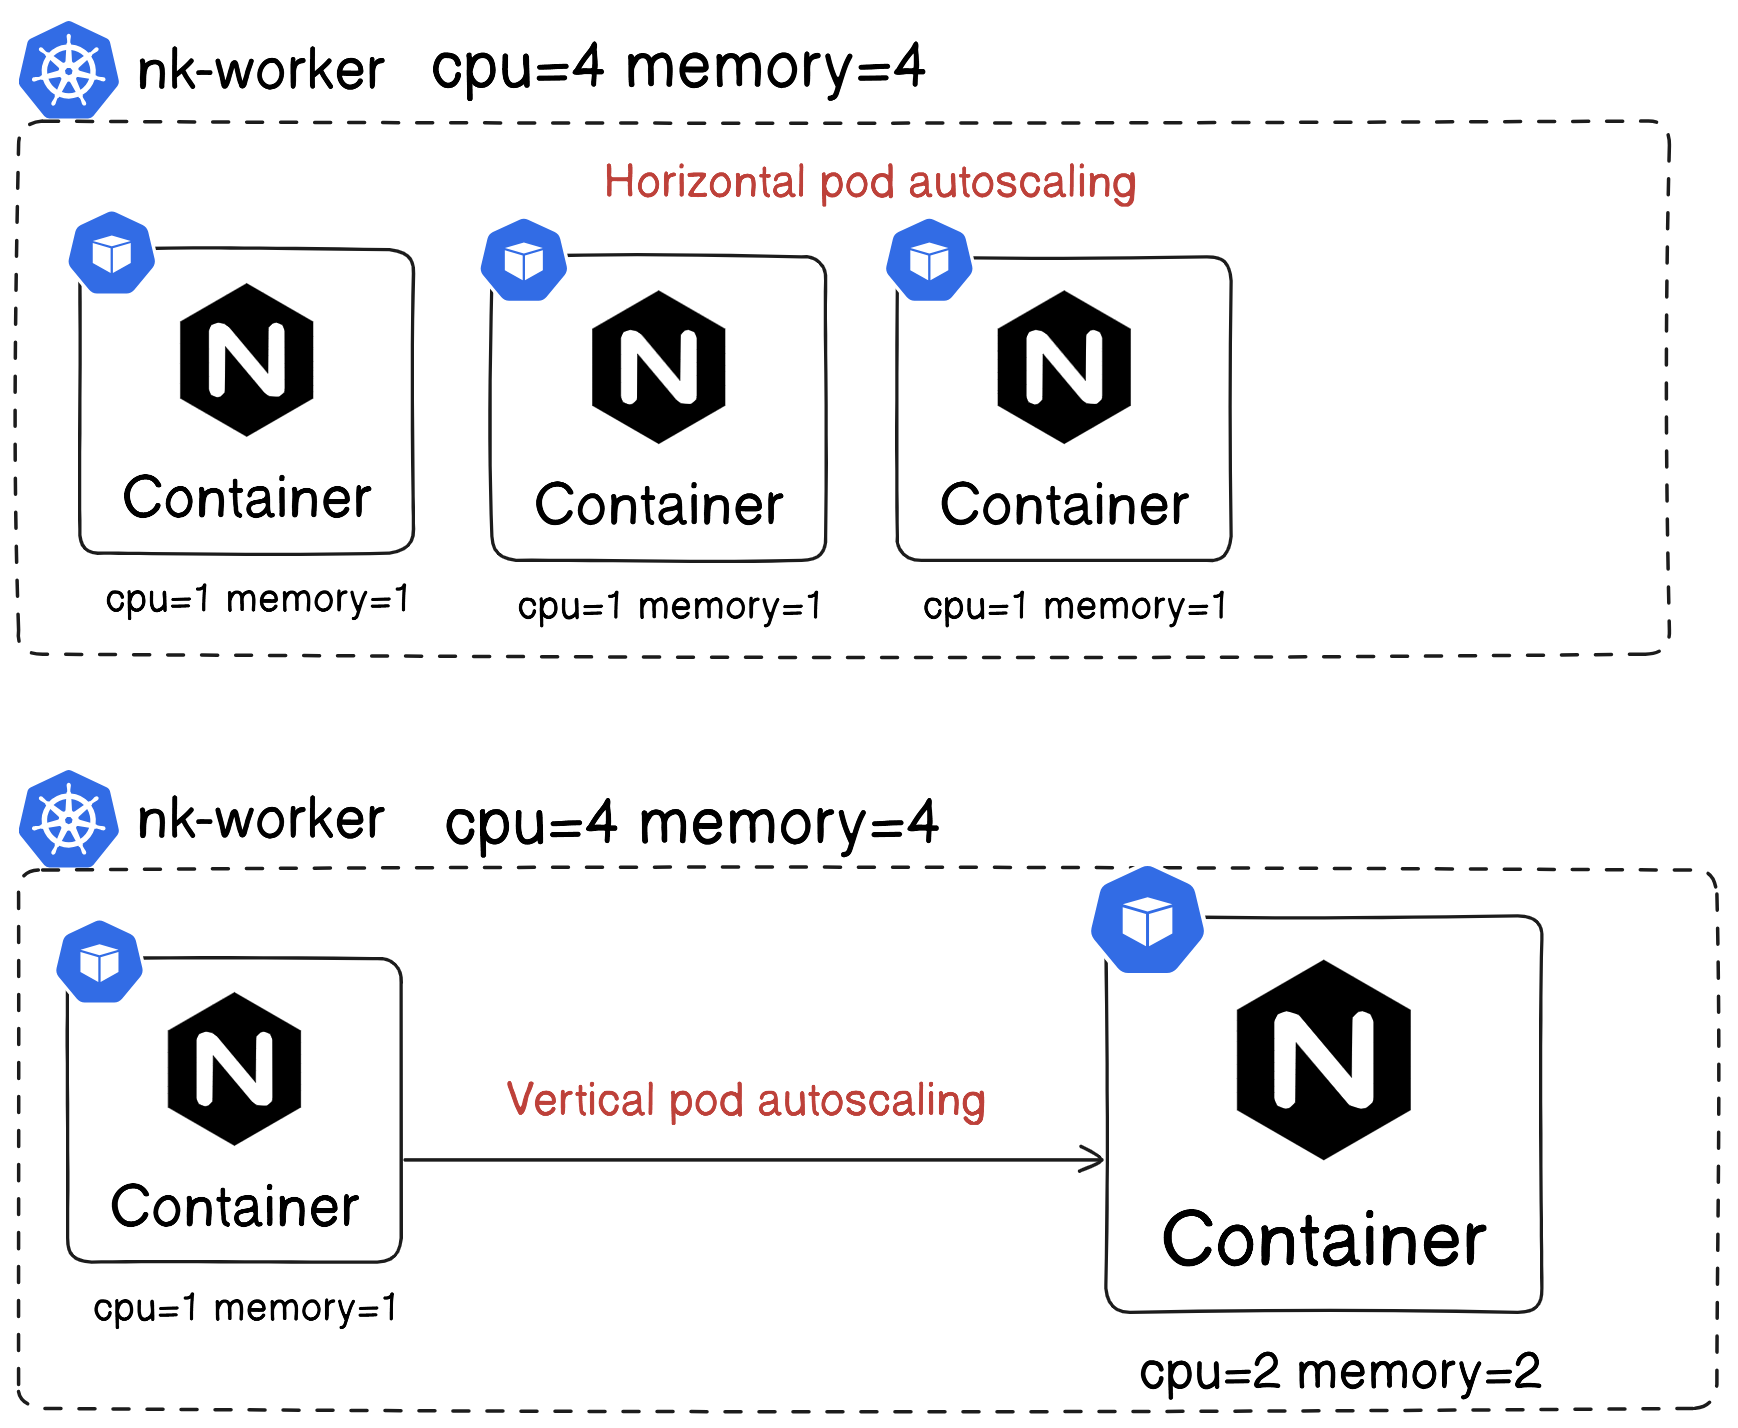 nk-worker cpu=4 memory=4
Horizontal pod autoscaling
N N N
Container Container Container
cpu=1 memory=1 cpu=1 memory=1 cpu=1 memory=1
nk-worker cpu=4 memory=4
N
N
Vertical pod autoscaling
Container
Container
cpu=1 memory=1
cpu=2 memory=2